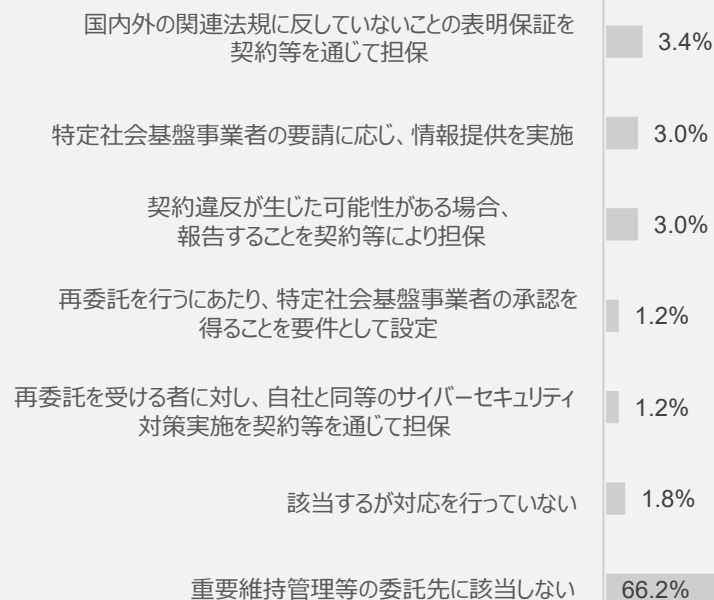 国内外の関連法規に反していないことの表明保証を
契約等を通じて担保
3.4%
特定社会基盤事業者の要請に応じ、情報提供を実施
3.0%
契約違反が生じた可能性がある場合、
報告することを契約等により担保
3.0%
再委託を行うにあたり、特定社会基盤事業者の承認を
得ることを要件として設定
1.2%
再委託を受ける者に対し、自社と同等のサイバーセキュリティ
対策実施を契約等を通じて担保
1.2%
該当するが対応を行っていない
1.8%
重要維持管理等の委託先に該当しない
66.2%